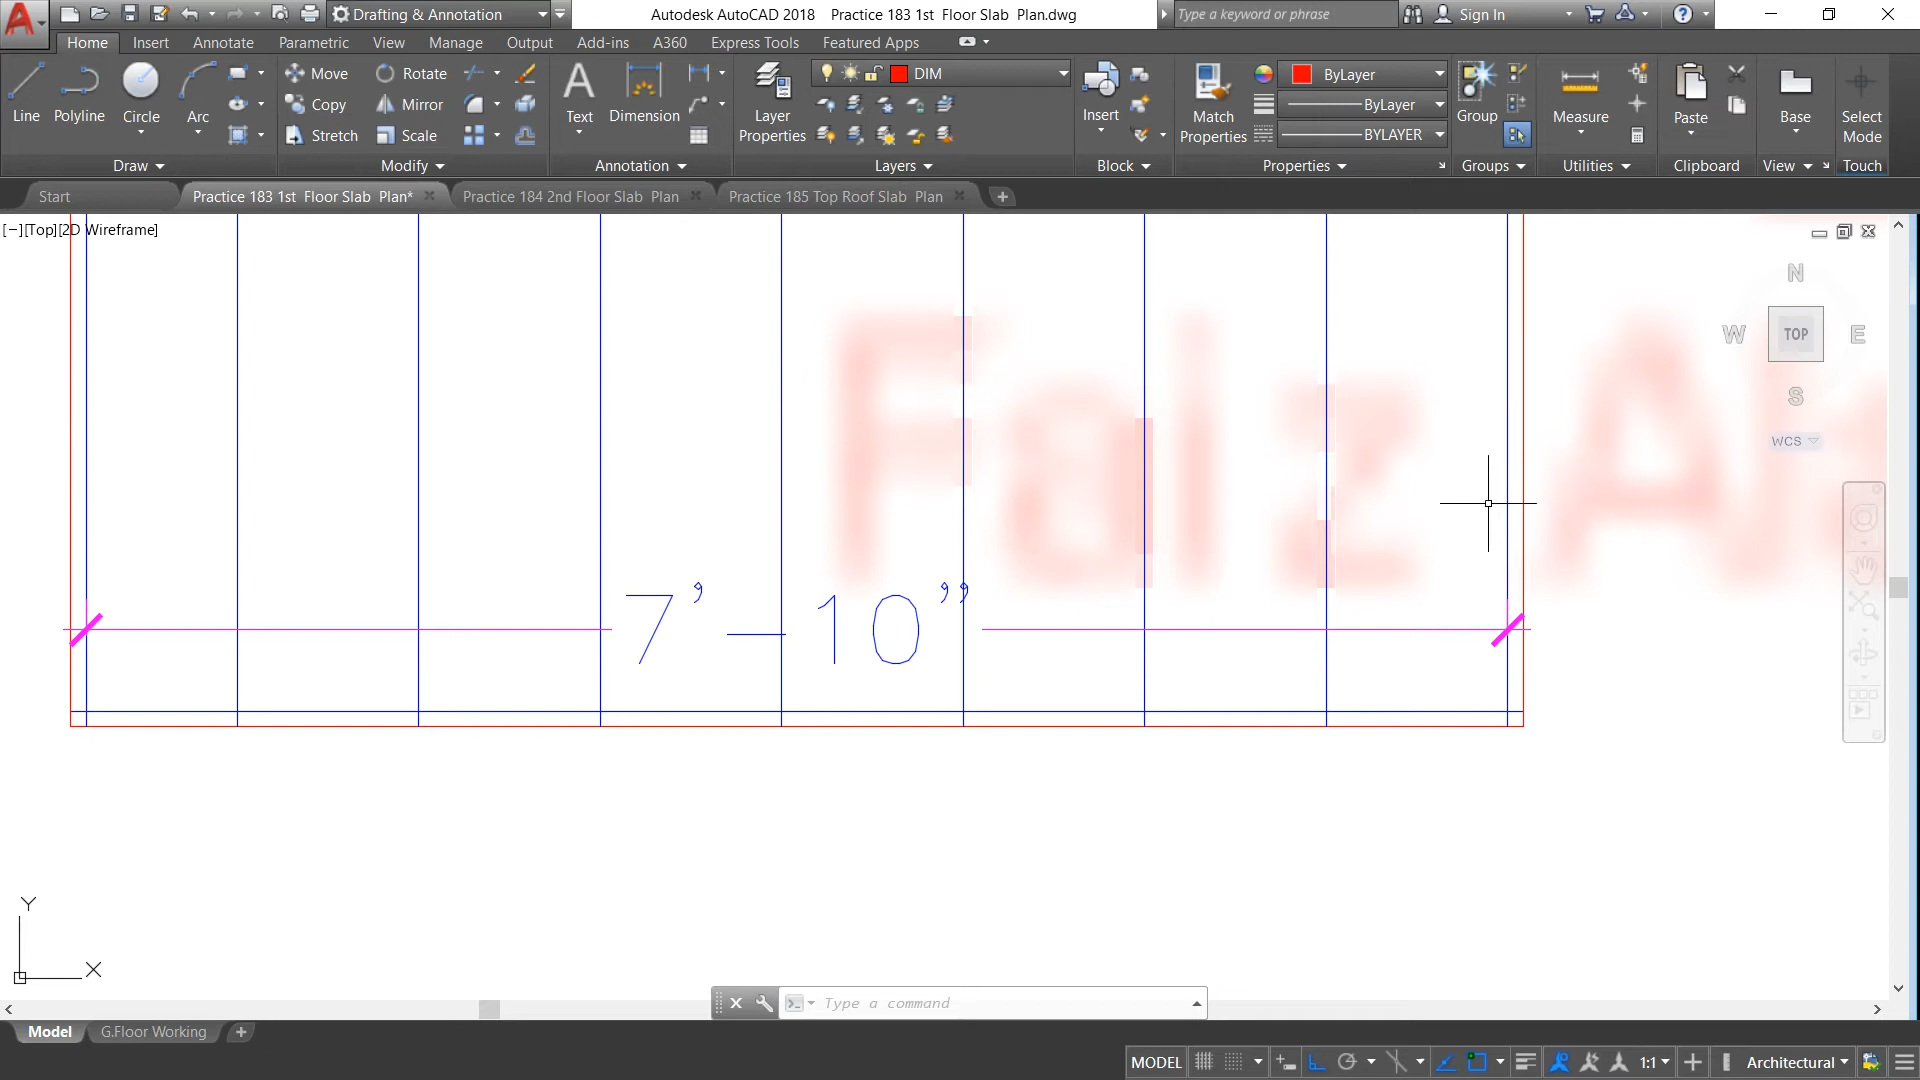 Drafting & Annotation
Autodesk AutoCAD 2018 Practice 183 1st Floor Slab Plan.dwg
Type a keyword or phrase
Sign In
Home Insert Annotate Parametric View Manage Output Add-ins A360 Express Tools Featured Apps
Line Polyline Circle Arc
Move Rotate
Copy Mirror
Stretch Scale
Text Dimension
Layer Properties
DIM
Insert
Match Properties
ByLayer
ByLayer
BYLAYER
Group
Measure
Paste
Base
Select Mode
Draw Modify Annotation Layers Block Properties Groups Utilities Clipboard View Touch
Start Practice 183 1st Floor Slab Plan* Practice 184 2nd Floor Slab Plan Practice 185 Top Roof Slab Plan
[−][Top][2D Wireframe]
N
W TOP E
S
WCS
Faiz
7'-10"
Y
X
Type a command
Model G.Floor Working
MODEL 1:1 Architectural